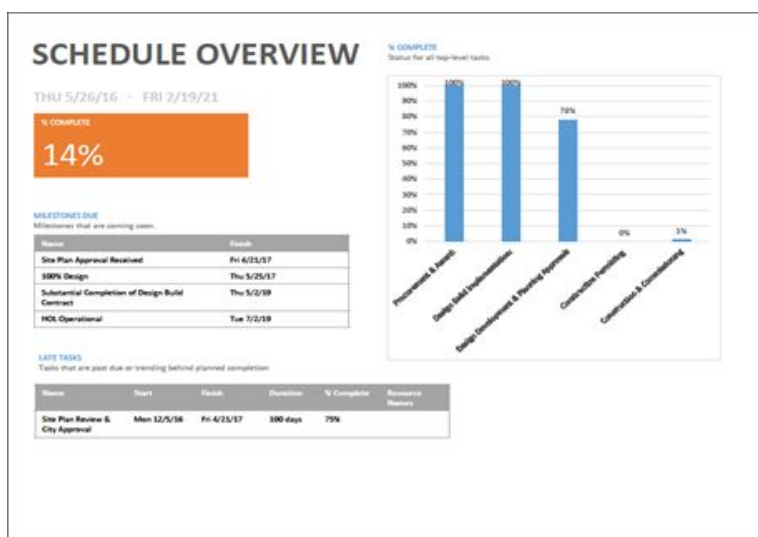 SCHEDULE OVERVIEW
THU 5/26/16 - FRI 2/19/21
% COMPLETE
14%
MILESTONES DUE
Milestones that are coming soon.
Name Finish
Site Plan Approval Received Fri 4/21/17
100% Design Thu 5/25/17
Substantial Completion of Design Build Thu 5/2/19
Contract
HOL Operational Tue 7/2/19
LATE TASKS
Tasks that are past due or trending behind planned completion
Name Start Finish Duration % Complete Resource
Names
Site Plan Review & Mon 12/5/16 Fri 4/21/17 100 days 75%
City Approval
% COMPLETE
Status for all top-level tasks
100%
90%
80%
70%
60%
50%
40%
30%
20%
10%
0%
100%
100%
78%
0%
1%
Procurement & Award:
Design Build Implementation:
Design Development & Planning Approvals
Construction Permitting
Construction & Commissioning